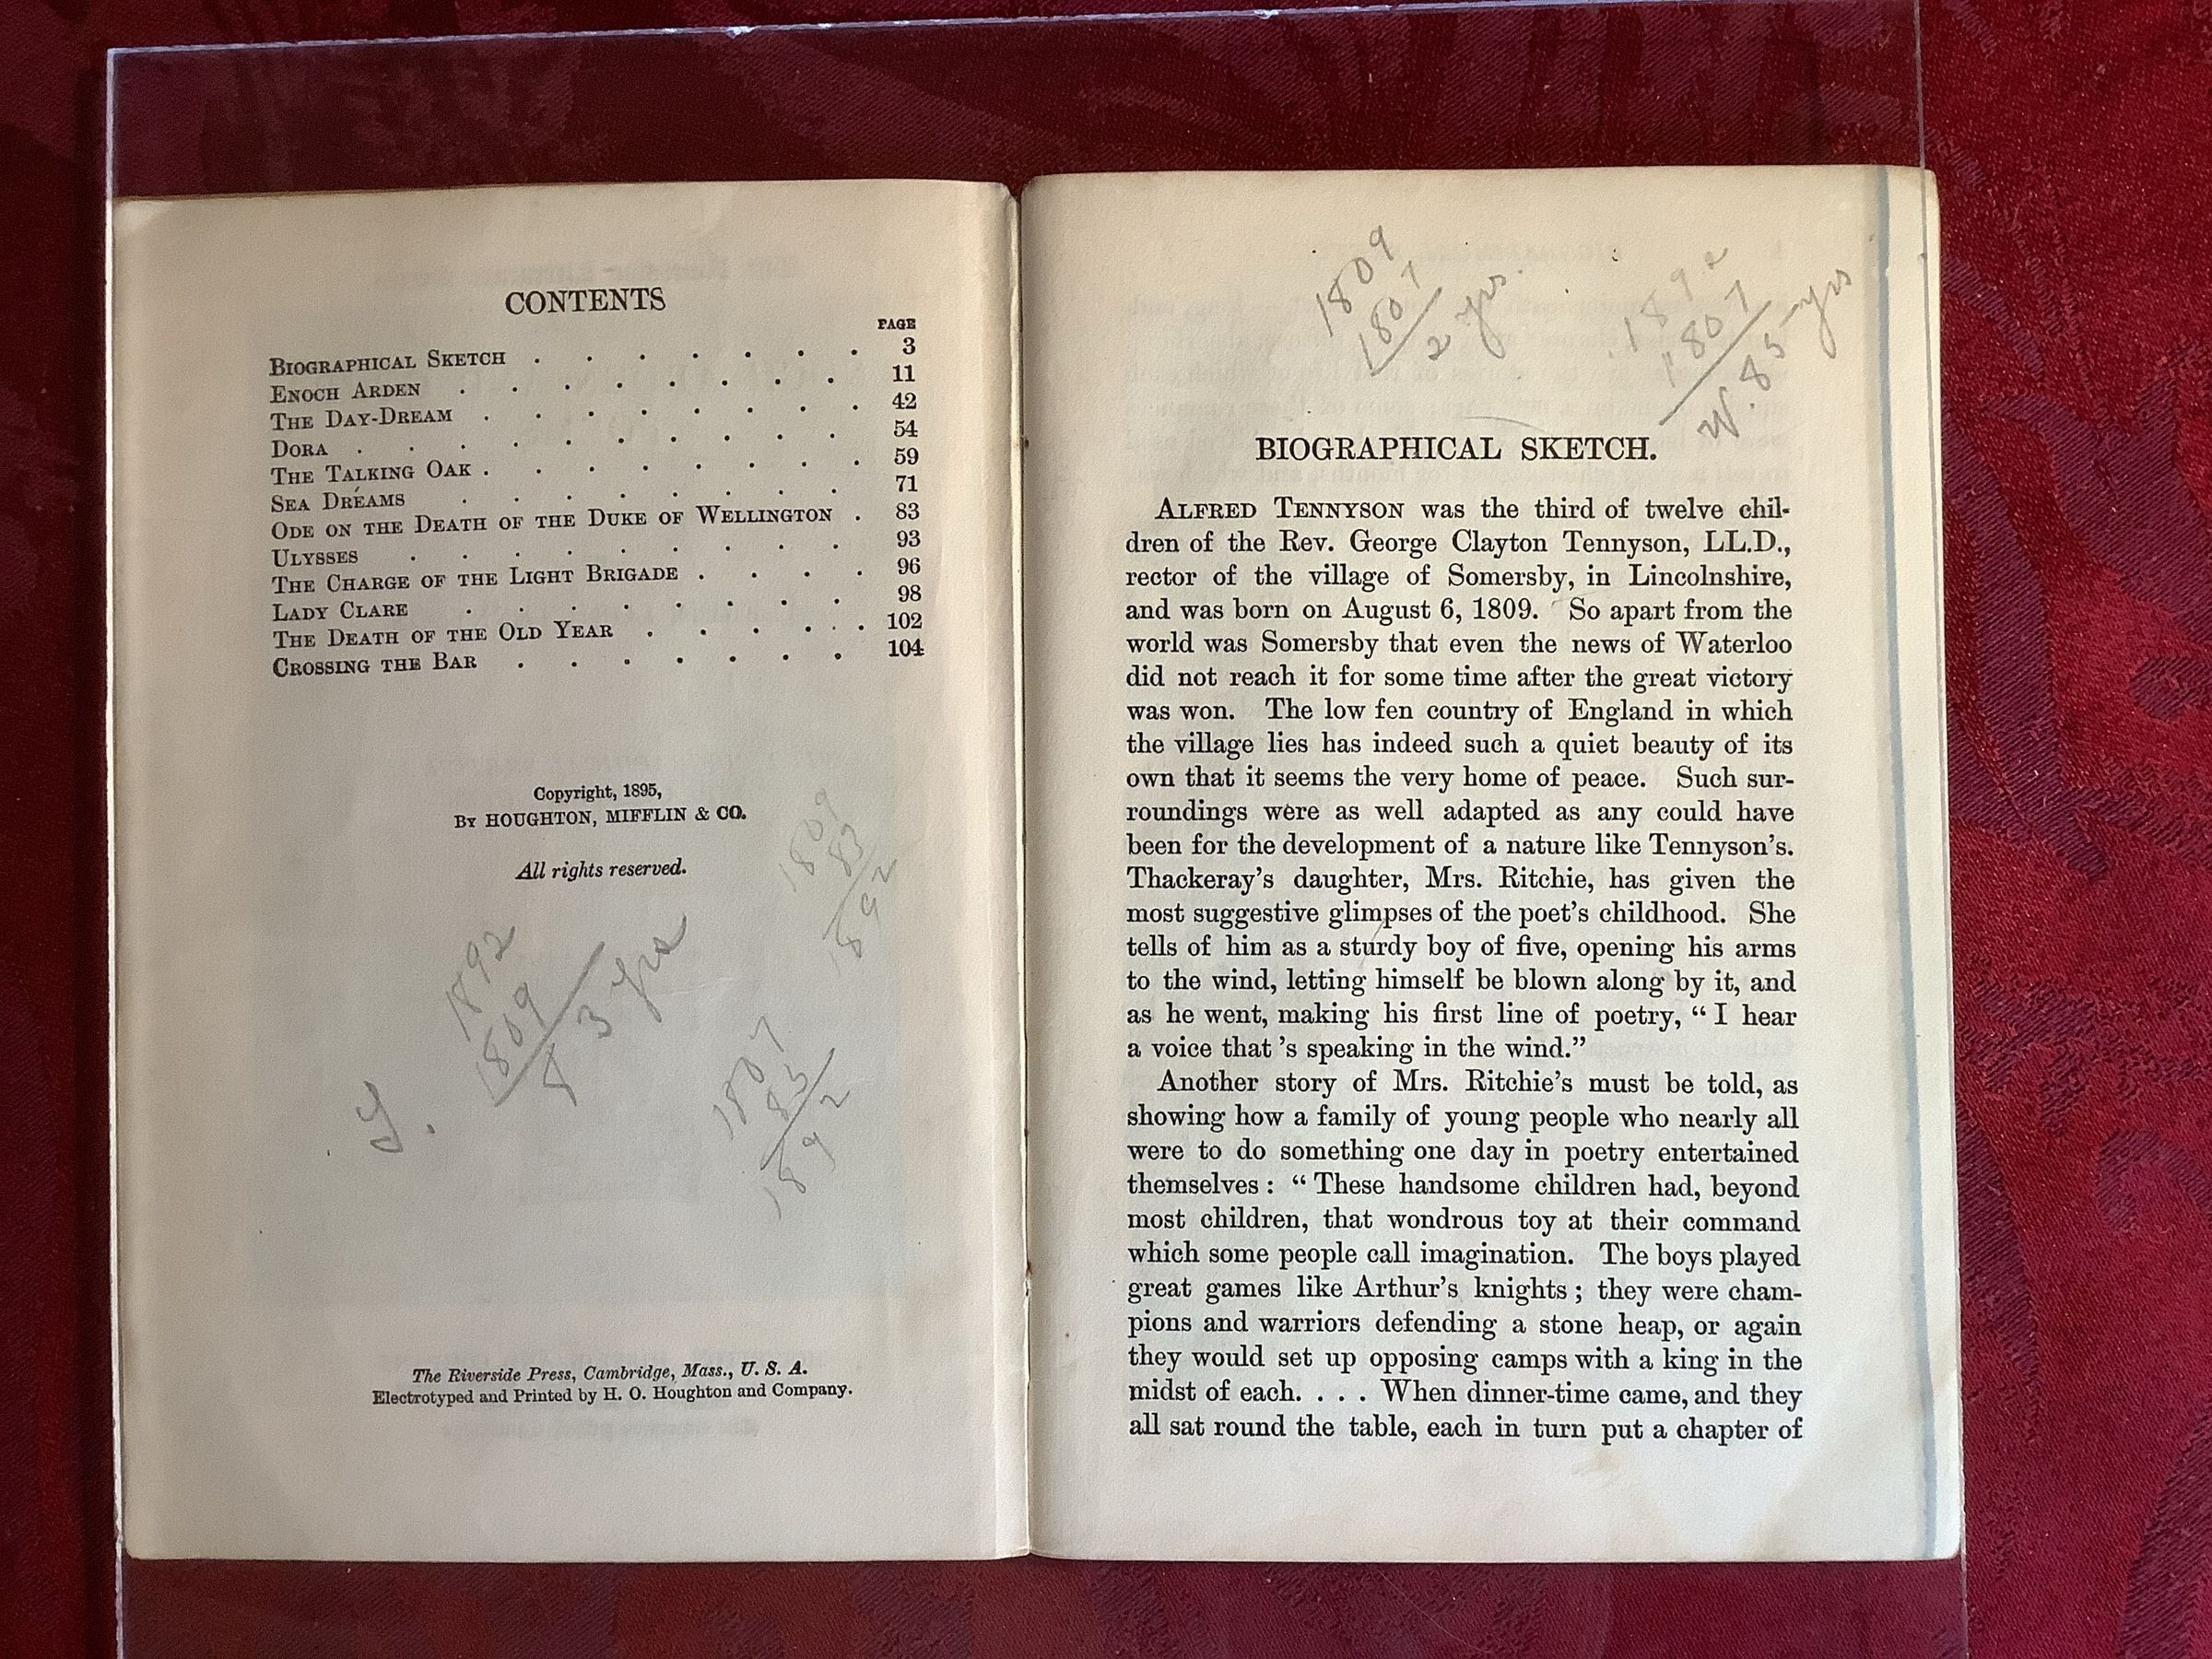 CONTENTS
PAGE
BIOGRAPHICAL SKETCH . . . . . . . 3
ENOCH ARDEN . . . . . . . . 11
THE DAY-DREAM . . . . . . . . 42
DORA . . . . . . . . . . 54
THE TALKING OAK . . . . . . . . 59
SEA DREAMS . . . . . . . . 71
ODE ON THE DEATH OF THE DUKE OF WELLINGTON . 83
ULYSSES . . . . . . . . . 93
THE CHARGE OF THE LIGHT BRIGADE . . . . 96
LADY CLARE . . . . . . . . 98
THE DEATH OF THE OLD YEAR . . . . . 102
CROSSING THE BAR . . . . . . . 104
Copyright, 1895,
BY HOUGHTON, MIFFLIN & CO.
All rights reserved.
1809
83
1892
1892
1809
83 yrs
1807
85
1892
The Riverside Press, Cambridge, Mass., U. S. A.
Electrotyped and Printed by H. O. Houghton and Company.
1809
1807
2 yrs.
1892
1807
W. 85 yrs
BIOGRAPHICAL SKETCH.
ALFRED TENNYSON was the third of twelve chil-
dren of the Rev. George Clayton Tennyson, LL.D.,
rector of the village of Somersby, in Lincolnshire,
and was born on August 6, 1809. So apart from the
world was Somersby that even the news of Waterloo
did not reach it for some time after the great victory
was won. The low fen country of England in which
the village lies has indeed such a quiet beauty of its
own that it seems the very home of peace. Such sur-
roundings were as well adapted as any could have
been for the development of a nature like Tennyson's.
Thackeray's daughter, Mrs. Ritchie, has given the
most suggestive glimpses of the poet's childhood. She
tells of him as a sturdy boy of five, opening his arms
to the wind, letting himself be blown along by it, and
as he went, making his first line of poetry, “ I hear
a voice that 's speaking in the wind.”
Another story of Mrs. Ritchie's must be told, as
showing how a family of young people who nearly all
were to do something one day in poetry entertained
themselves : “ These handsome children had, beyond
most children, that wondrous toy at their command
which some people call imagination. The boys played
great games like Arthur's knights ; they were cham-
pions and warriors defending a stone heap, or again
they would set up opposing camps with a king in the
midst of each. . . . When dinner-time came, and they
all sat round the table, each in turn put a chapter of